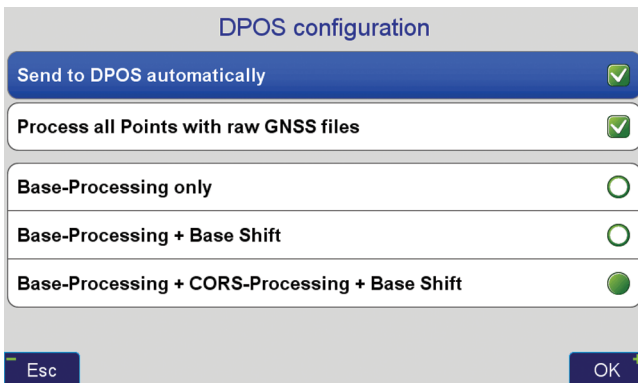 DPOS configuration
Send to DPOS automatically
Process all Points with raw GNSS files
Base-Processing only
Base-Processing + Base Shift
Base-Processing + CORS-Processing + Base Shift
Esc
OK